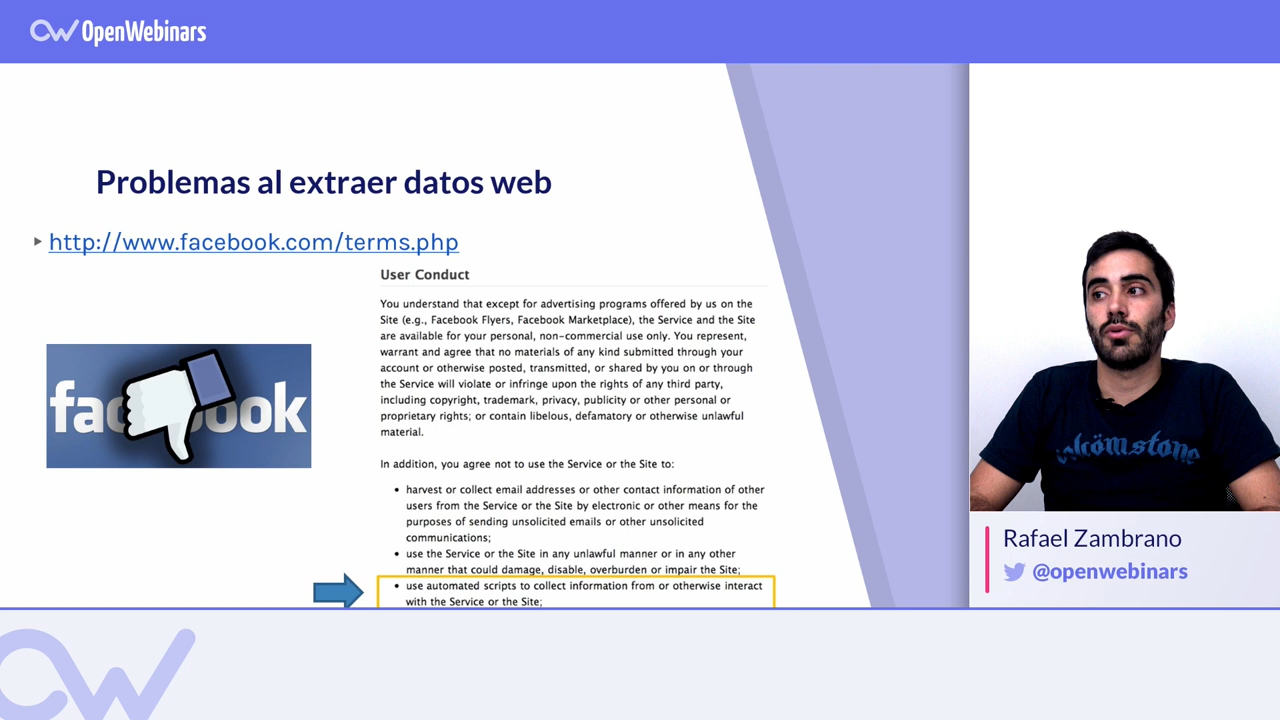 OpenWebinars
Problemas al extraer datos web
http://www.facebook.com/terms.php
User Conduct
You understand that except for advertising programs offered by us on the
Site (e.g., Facebook Flyers, Facebook Marketplace), the Service and the Site
are available for your personal, non-commercial use only. You represent,
warrant and agree that no materials of any kind submitted through your
account or otherwise posted, transmitted, or shared by you on or through
the Service will violate or infringe upon the rights of any third party,
including copyright, trademark, privacy, publicity or other personal or
proprietary rights; or contain libelous, defamatory or otherwise unlawful
material.
In addition, you agree not to use the Service or the Site to:
• harvest or collect email addresses or other contact information of other
users from the Service or the Site by electronic or other means for the
purposes of sending unsolicited emails or other unsolicited
communications;
• use the Service or the Site in any unlawful manner or in any other
manner that could damage, disable, overburden or impair the Site;
• use automated scripts to collect information from or otherwise interact
with the Service or the Site;
Rafael Zambrano
@openwebinars